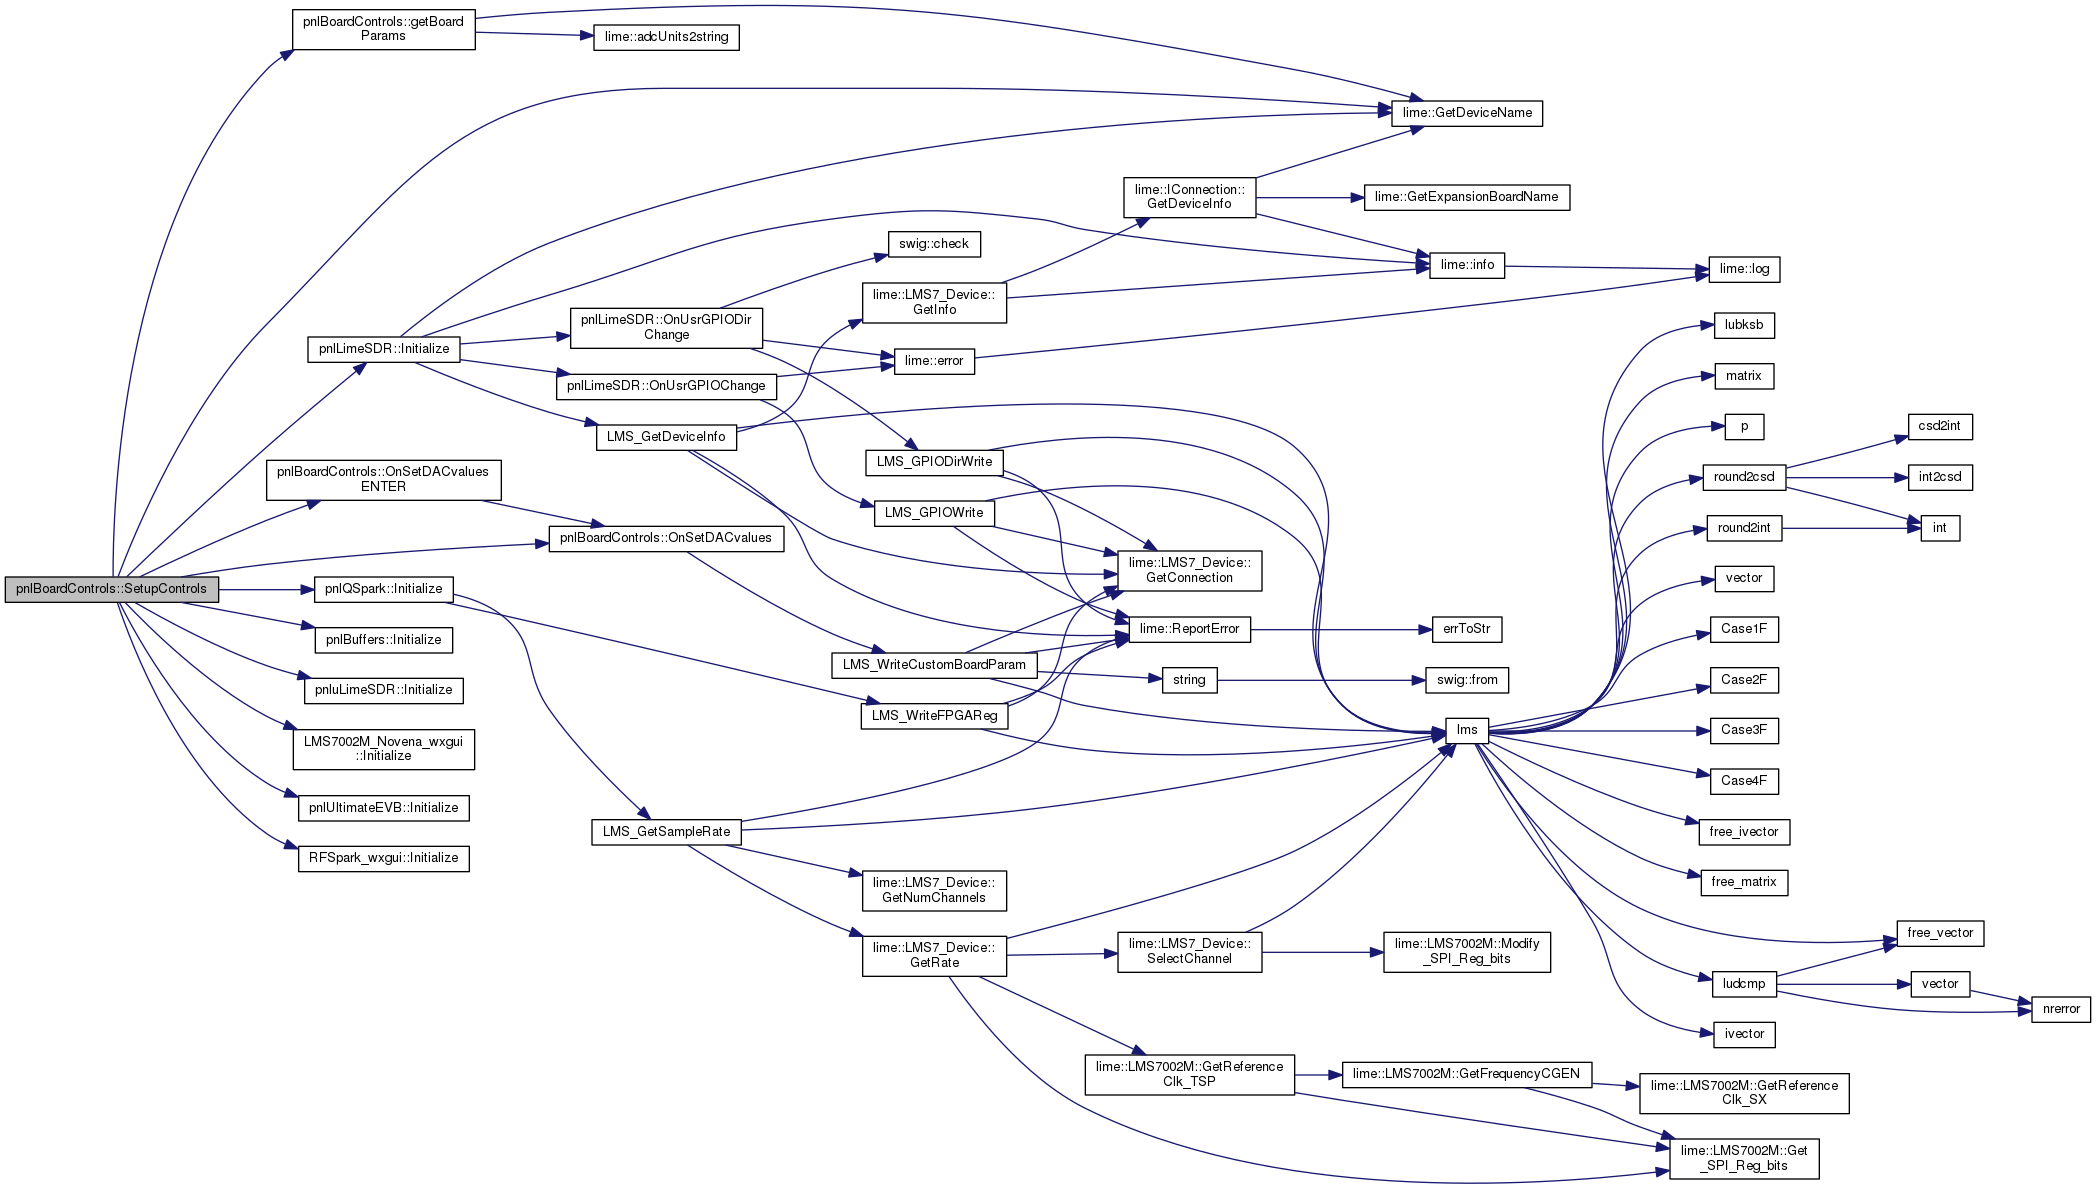 pnlBoardControls::getBoard
Params
lime::adcUnits2string
lime::GetDeviceName
lime::IConnection::
GetDeviceInfo
lime::GetExpansionBoardName
swig::check
lime::info
lime::log
lime::LMS7_Device::
GetInfo
pnlLimeSDR::OnUsrGPIODir
Change
lubksb
pnlLimeSDR::Initialize
lime::error
matrix
pnlLimeSDR::OnUsrGPIOChange
p
csd2int
LMS_GetDeviceInfo
LMS_GPIODirWrite
pnlBoardControls::OnSetDACvalues
ENTER
round2csd
int2csd
LMS_GPIOWrite
round2int
int
pnlBoardControls::OnSetDACvalues
lime::LMS7_Device::
GetConnection
vector
pnlBoardControls::SetupControls
pnlQSpark::Initialize
lime::ReportError
errToStr
Case1F
pnlBuffers::Initialize
LMS_WriteCustomBoardParam
string
swig::from
Case2F
pnluLimeSDR::Initialize
LMS_WriteFPGAReg
lms
Case3F
LMS7002M_Novena_wxgui
::Initialize
Case4F
pnlUltimateEVB::Initialize
LMS_GetSampleRate
free_ivector
RFSpark_wxgui::Initialize
lime::LMS7_Device::
GetNumChannels
free_matrix
free_vector
lime::LMS7_Device::
GetRate
lime::LMS7_Device::
SelectChannel
lime::LMS7002M::Modify
_SPI_Reg_bits
ludcmp
vector
nrerror
ivector
lime::LMS7002M::GetReference
Clk_TSP
lime::LMS7002M::GetFrequencyCGEN
lime::LMS7002M::GetReference
Clk_SX
lime::LMS7002M::Get
_SPI_Reg_bits